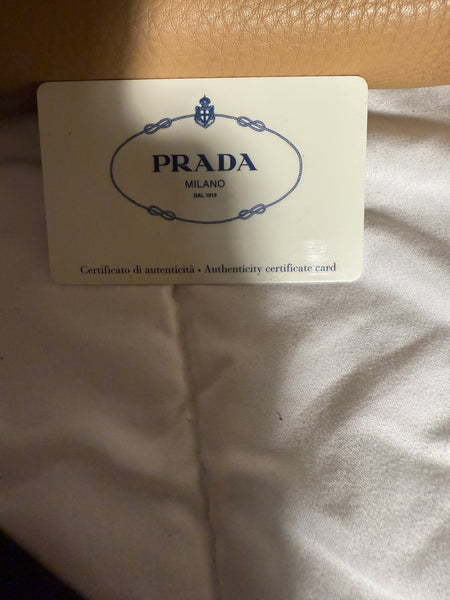 PRADA
MILANO
DAL 1913
Certificato di autenticità • Authenticity certificate card